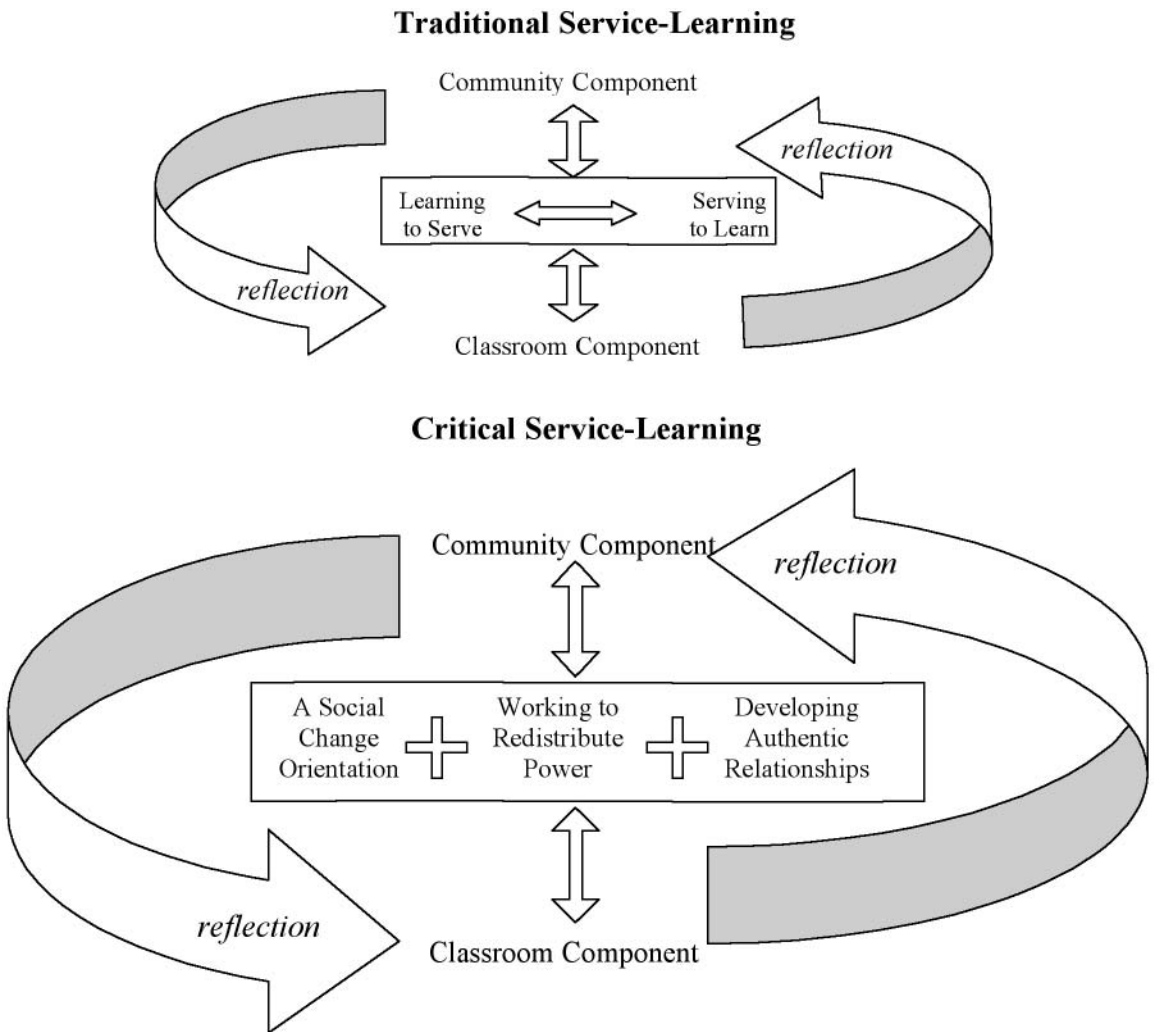 Traditional Service-Learning
Community Component
reflection
Learning
to Serve
Serving
to Learn
reflection
Classroom Component
Critical Service-Learning
Community Component
reflection
A Social
Change
Orientation
Working to
Redistribute
Power
Developing
Authentic
Relationships
reflection
Classroom Component